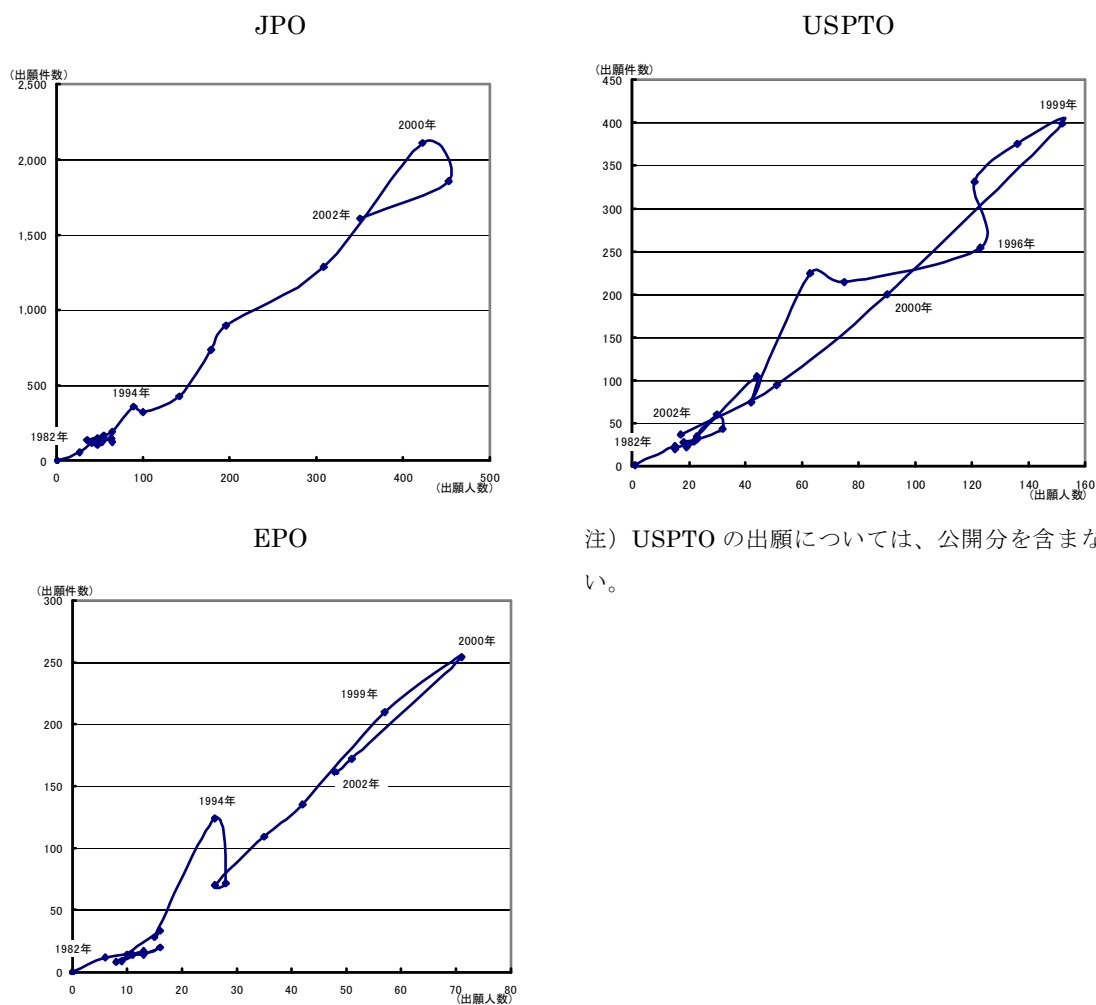 JPO
(出願件数)
2,500
2,000
1,500
1,000
500
0
2000年
2002年
1994年
1982年
0 100 200 300 400 500
(出願人数)
USPTO
(出願件数)
450
400
350
300
250
200
150
100
50
0
1999年
1996年
2000年
2002年
1982年
0 20 40 60 80 100 120 140 160
(出願人数)
EPO
(出願件数)
300
250
200
150
100
50
0
2000年
1999年
2002年
1994年
1982年
0 10 20 30 40 50 60 70 80
(出願人数)
注）USPTO の出願については、公開分を含まな
い。